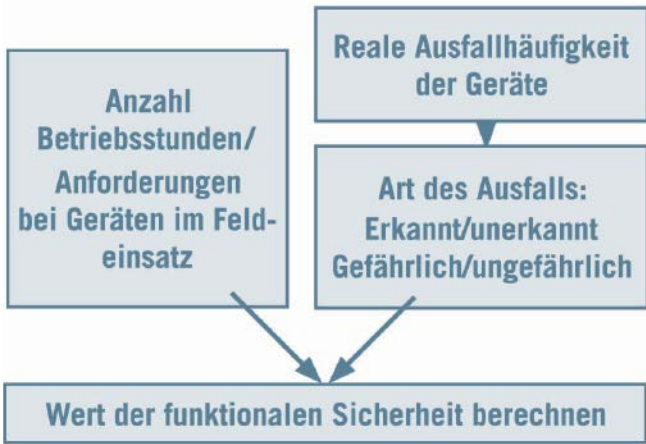 Anzahl
Betriebsstunden/
Anforderungen
bei Geräten im Feld-
einsatz
Reale Ausfallhäufigkeit
der Geräte
Art des Ausfalls:
Erkannt/unerkannt
Gefährlich/ungefährlich
Wert der funktionalen Sicherheit berechnen